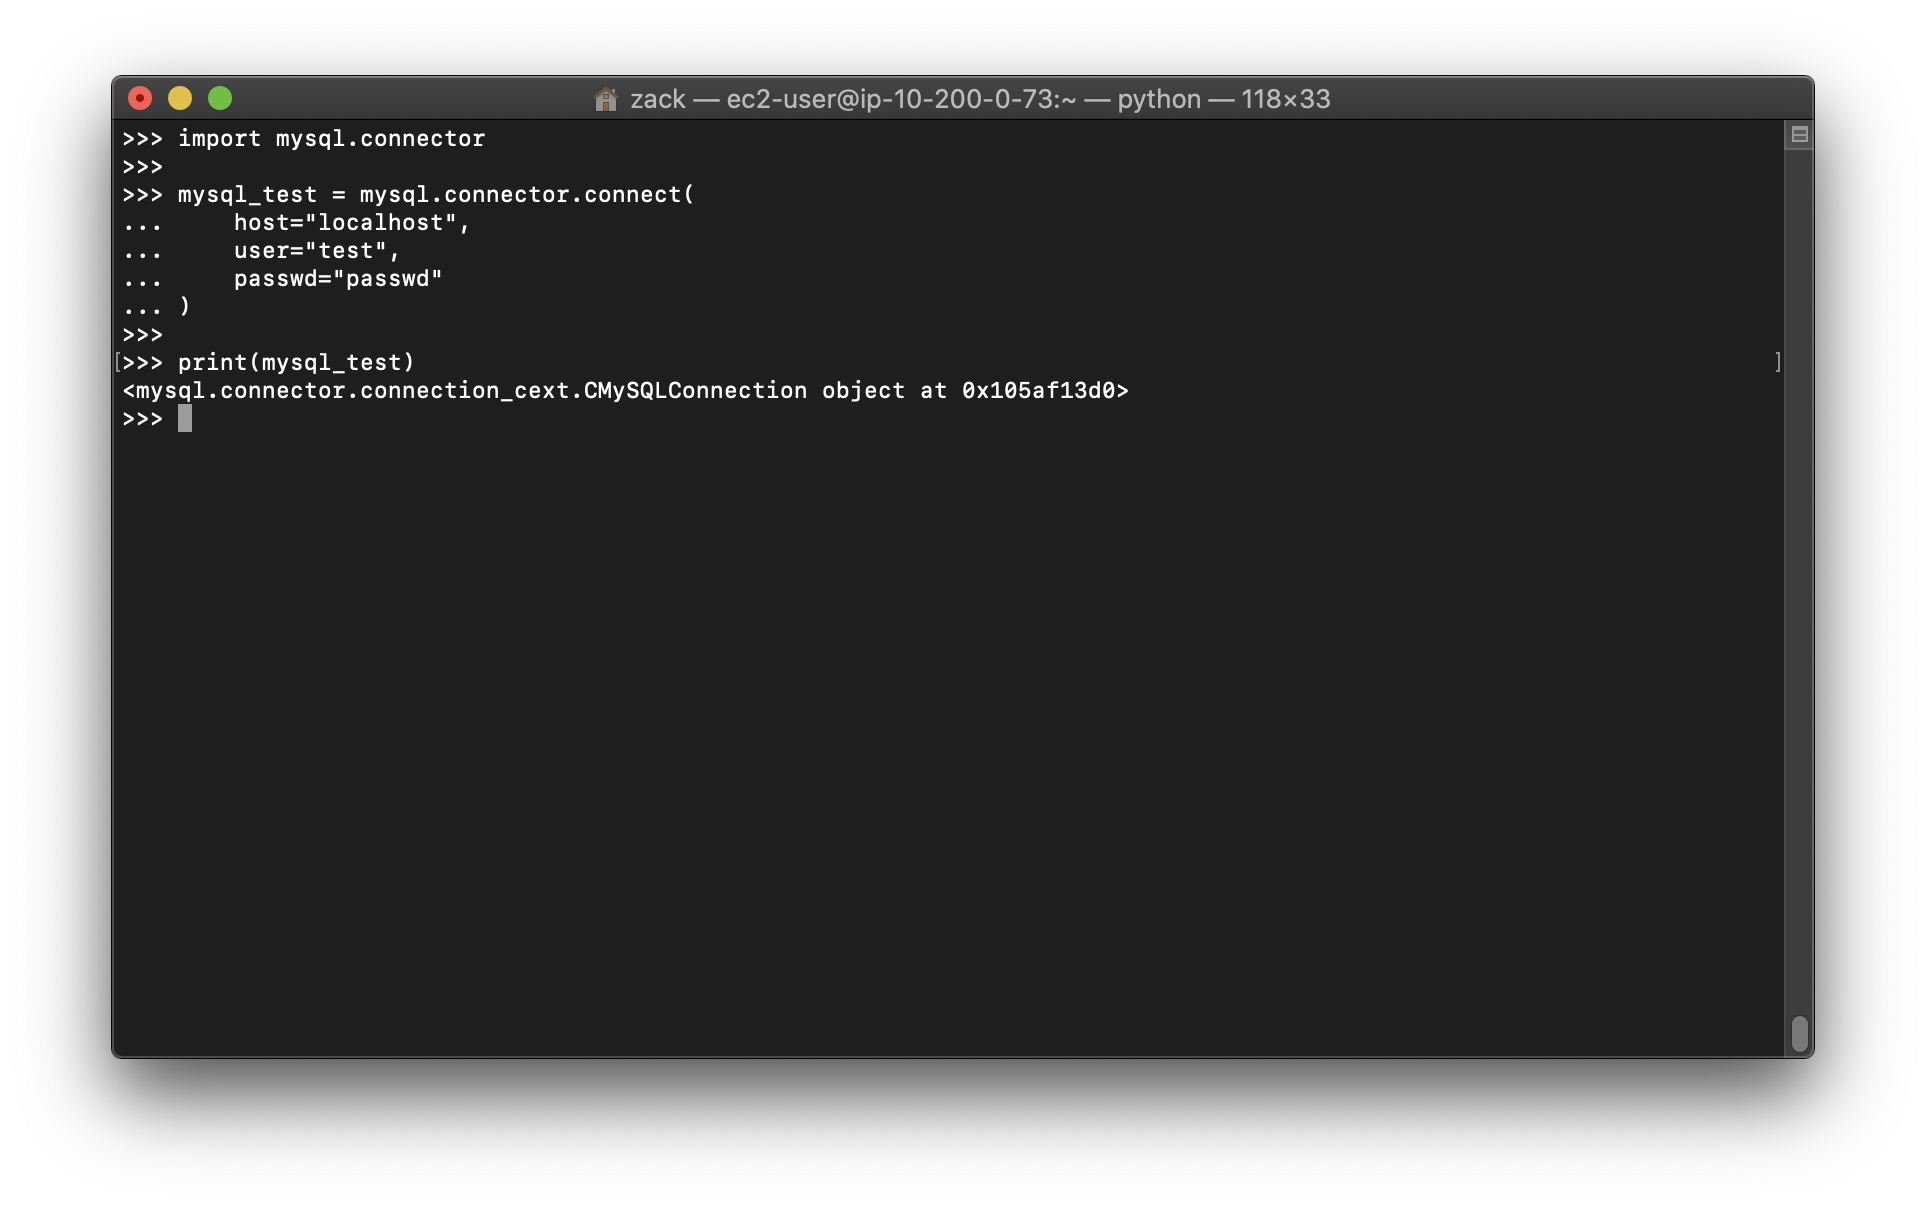 zack — ec2-user@ip-10-200-0-73:~ — python — 118×33
>>> import mysql.connector
>>>
>>> mysql_test = mysql.connector.connect(
...     host="localhost",
...     user="test",
...     passwd="passwd"
... )
>>>
[>>> print(mysql_test) ]
<mysql.connector.connection_cext.CMySQLConnection object at 0x105af13d0>
>>>